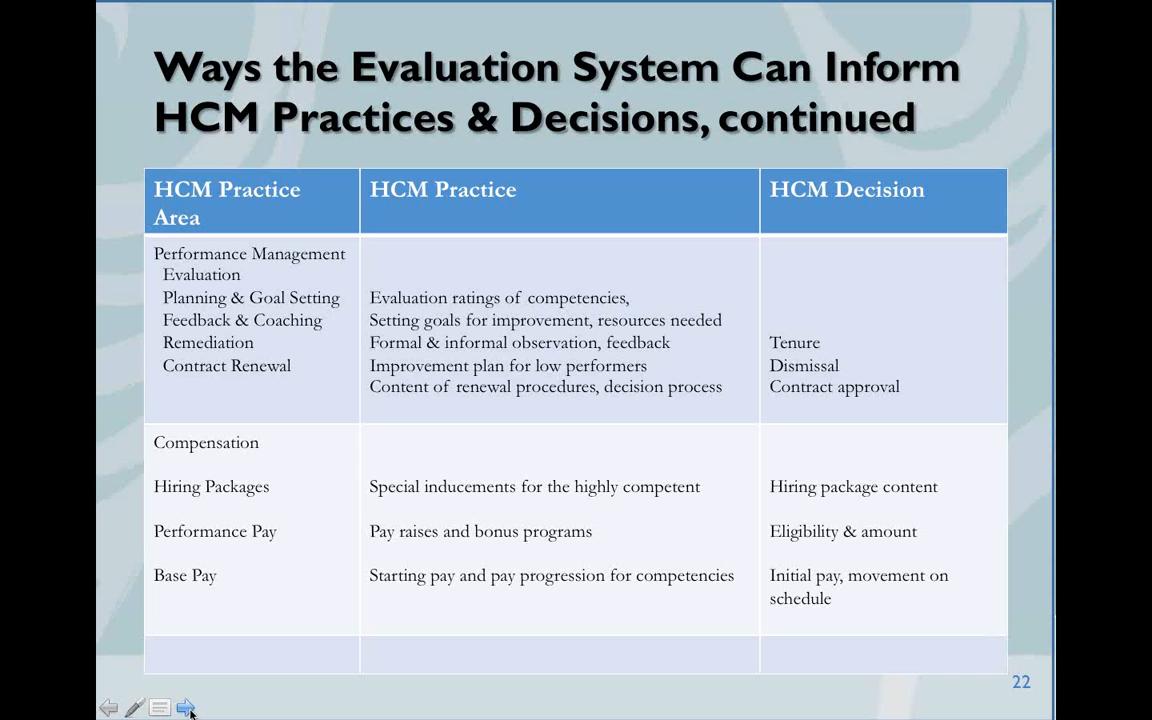 Ways the Evaluation System Can Inform
HCM Practices & Decisions, continued
HCM Practice
Area
HCM Practice
HCM Decision
Performance Management
Evaluation
Planning & Goal Setting
Feedback & Coaching
Remediation
Contract Renewal
Evaluation ratings of competencies,
Setting goals for improvement, resources needed
Formal & informal observation, feedback
Improvement plan for low performers
Content of renewal procedures, decision process
Tenure
Dismissal
Contract approval
Compensation
Hiring Packages
Special inducements for the highly competent
Hiring package content
Performance Pay
Pay raises and bonus programs
Eligibility & amount
Base Pay
Starting pay and pay progression for competencies
Initial pay, movement on
schedule
22